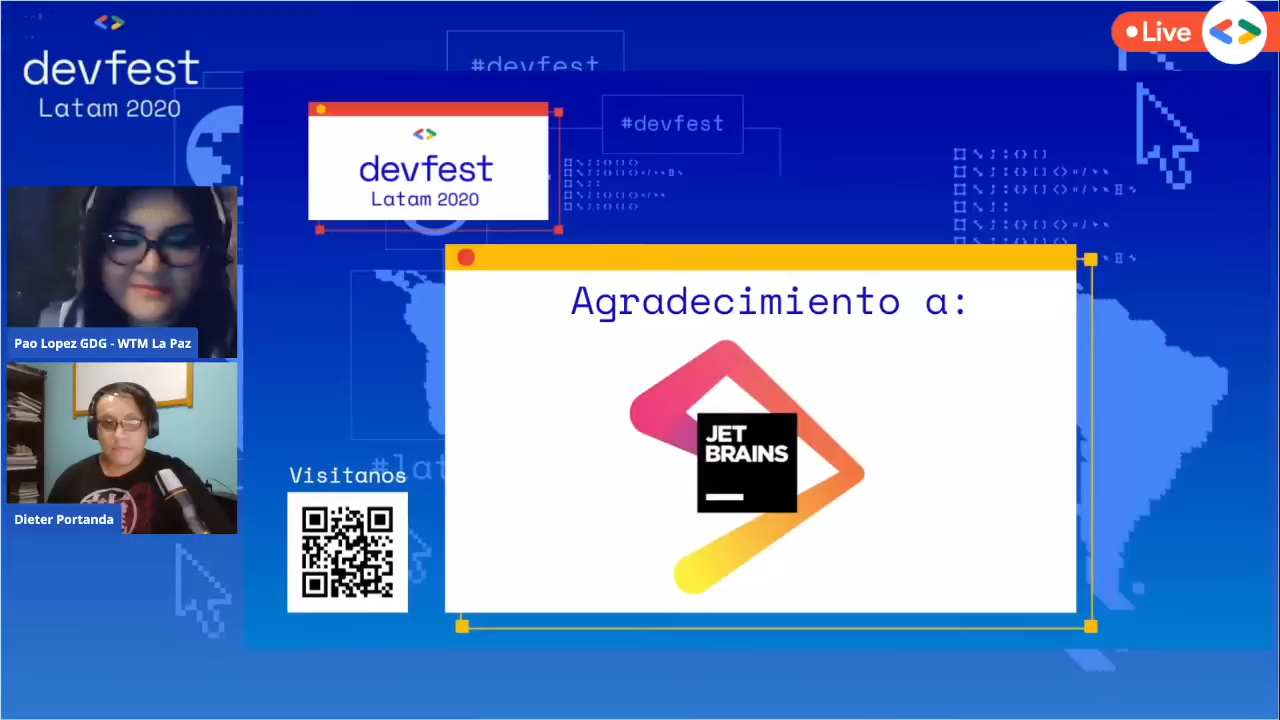 devfest
Latam 2020
Live
#devfest
#devfest
devfest
Latam 2020
Agradecimiento a:
JET
BRAINS
Pao Lopez GDG - WTM La Paz
Dieter Portanda
Visitanos
#lat